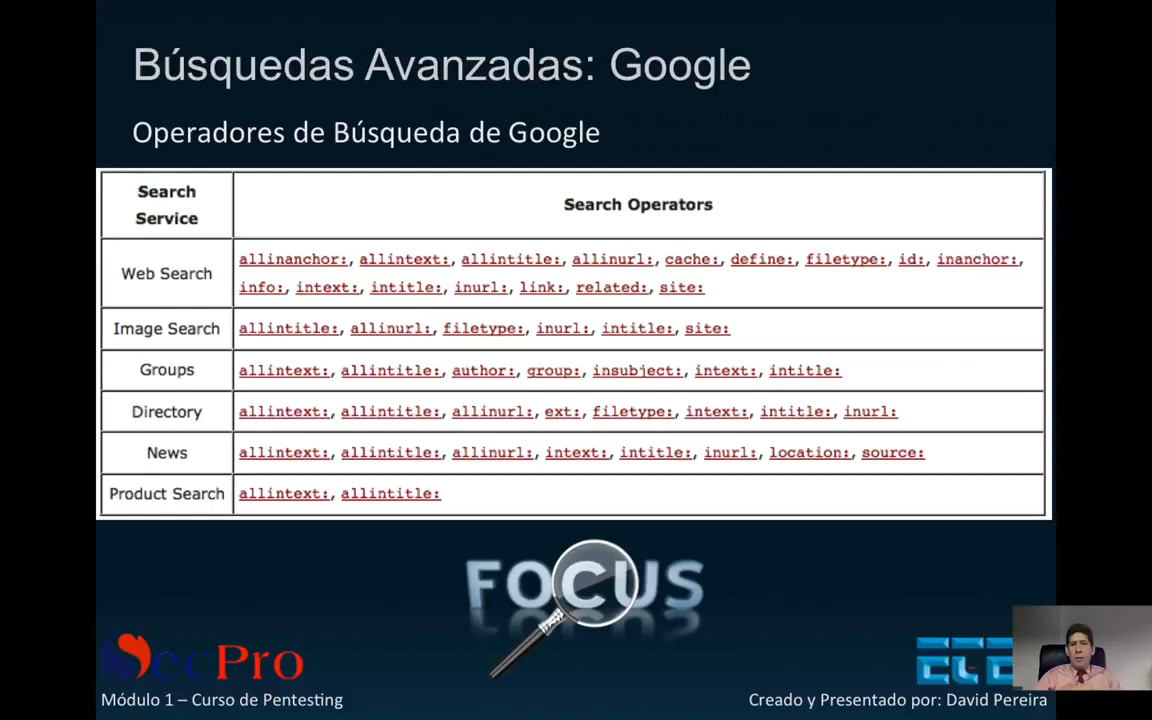 Búsquedas Avanzadas: Google
Operadores de Búsqueda de Google
Search
Service
Search Operators
Web Search
allinanchor:, allintext:, allintitle:, allinurl:, cache:, define:, filetype:, id:, inanchor:,
info:, intext:, intitle:, inurl:, link:, related:, site:
Image Search
allintitle:, allinurl:, filetype:, inurl:, intitle:, site:
Groups
allintext:, allintitle:, author:, group:, insubject:, intext:, intitle:
Directory
allintext:, allintitle:, allinurl:, ext:, filetype:, intext:, intitle:, inurl:
News
allintext:, allintitle:, allinurl:, intext:, intitle:, inurl:, location:, source:
Product Search
allintext:, allintitle:
FOCUS
SecPro
Módulo 1 – Curso de Pentesting
Creado y Presentado por: David Pereira